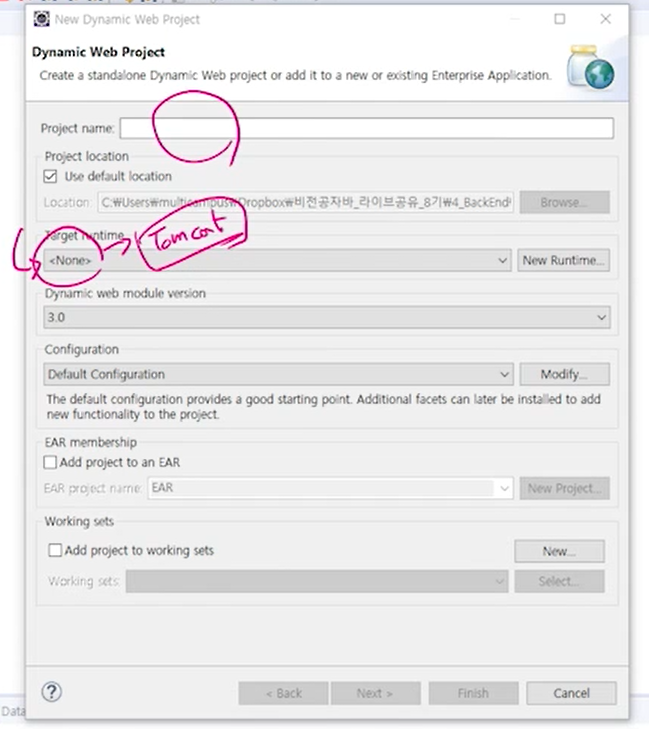 New Dynamic Web Project
Dynamic Web Project
Create a standalone Dynamic Web project or add it to a new or existing Enterprise Application.
Project name:
Project location
Use default location
Location: C:₩Users₩multicampus₩Dropbox₩비전공자바_라이브공유_8기₩4_BackEnd₩ Browse...
Target runtime
Tomcat
<None> New Runtime...
Dynamic web module version
3.0
Configuration
Default Configuration Modify...
The default configuration provides a good starting point. Additional facets can later be installed to add
new functionality to the project.
EAR membership
Add project to an EAR
EAR project name: EAR New Project...
Working sets
Add project to working sets New...
Working sets: Select...
? < Back Next > Finish Cancel
Data